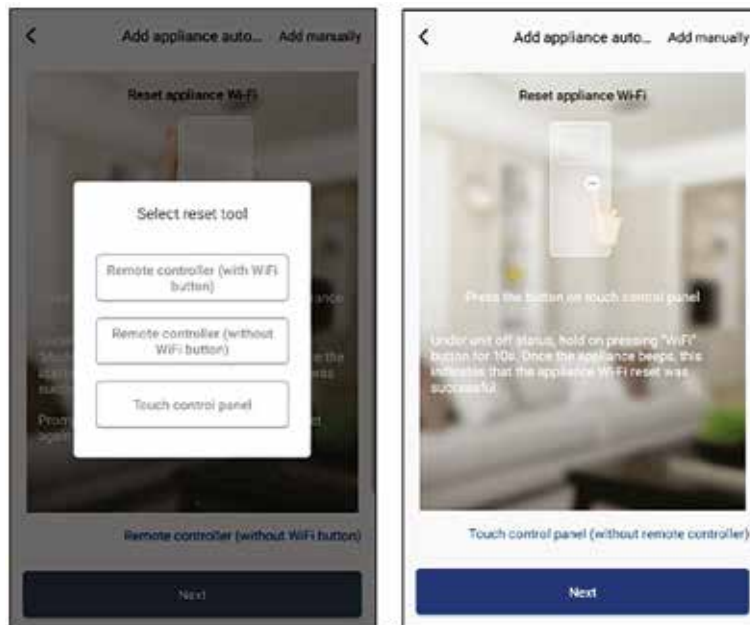 Add appliance auto... Add manually
Reset appliance Wi-Fi
Select reset tool
Remote controller (with WiFi
button)
Remote controller (without
WiFi button)
Touch control panel
Remote controller (without WiFi button)
Next
Add appliance auto... Add manually
Reset appliance Wi-Fi
Press the button on touch control panel
Under unit off status, hold on pressing "WiFi"
button for 10s. Once the appliance beeps, this
indicates that the appliance Wi-Fi reset was
successful.
Touch control panel (without remote controller)
Next